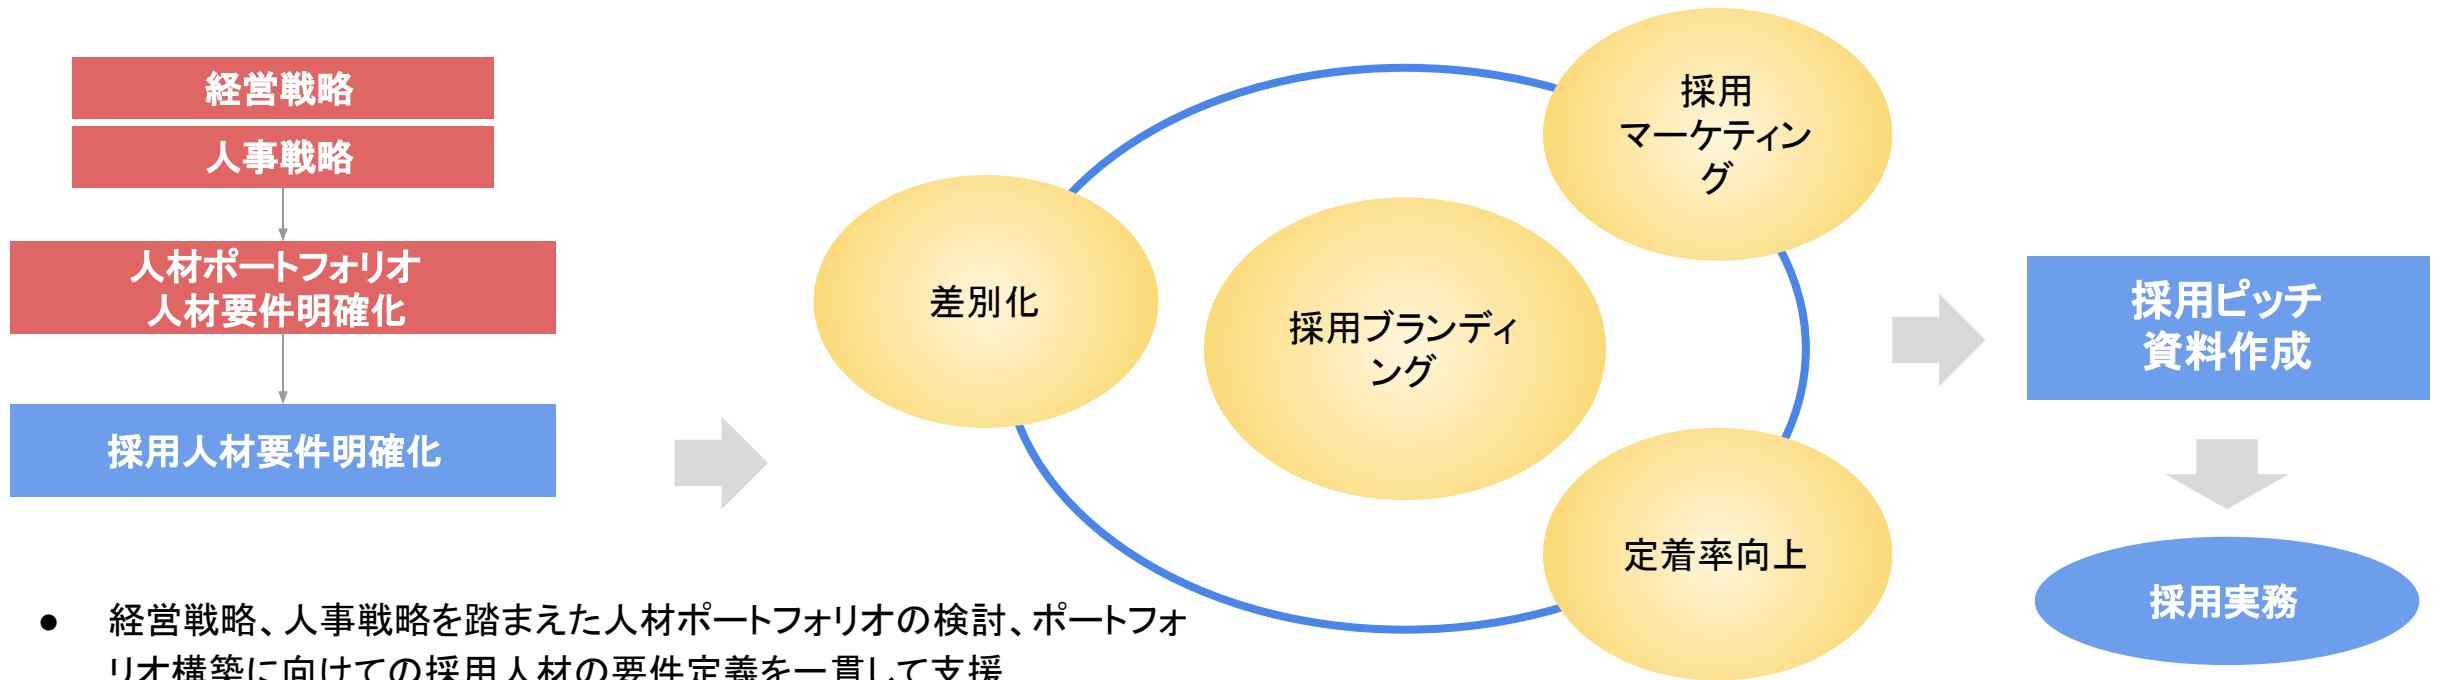 経営戦略
人事戦略
人材ポートフォリオ
人材要件明確化
採用人材要件明確化
差別化
採用ブランディ
ング
採用
マーケティン
グ
定着率向上
採用ピッチ
資料作成
採用実務
● 経営戦略、人事戦略を踏まえた人材ポートフォリオの検討、ポートフォ
リオ構築に向けての採用人材の要件定義を一貫して支援